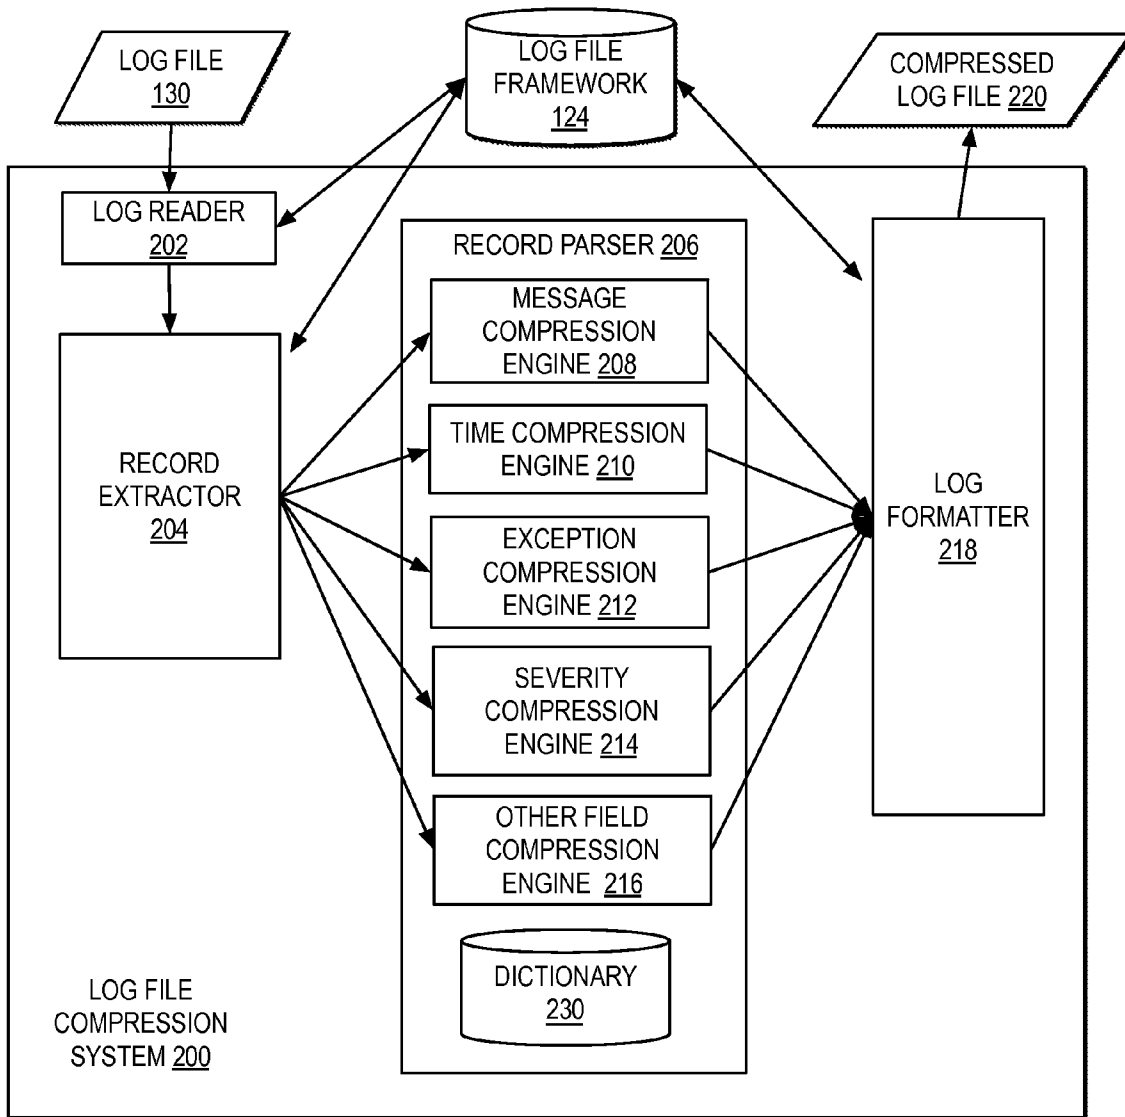 LOG FILE
130
LOG FILE
FRAMEWORK
124
COMPRESSED
LOG FILE 220
LOG READER
202
RECORD PARSER 206
MESSAGE
COMPRESSION
ENGINE 208
TIME COMPRESSION
ENGINE 210
RECORD
EXTRACTOR
204
EXCEPTION
COMPRESSION
ENGINE 212
LOG
FORMATTER
218
SEVERITY
COMPRESSION
ENGINE 214
OTHER FIELD
COMPRESSION
ENGINE 216
DICTIONARY
230
LOG FILE
COMPRESSION
SYSTEM 200